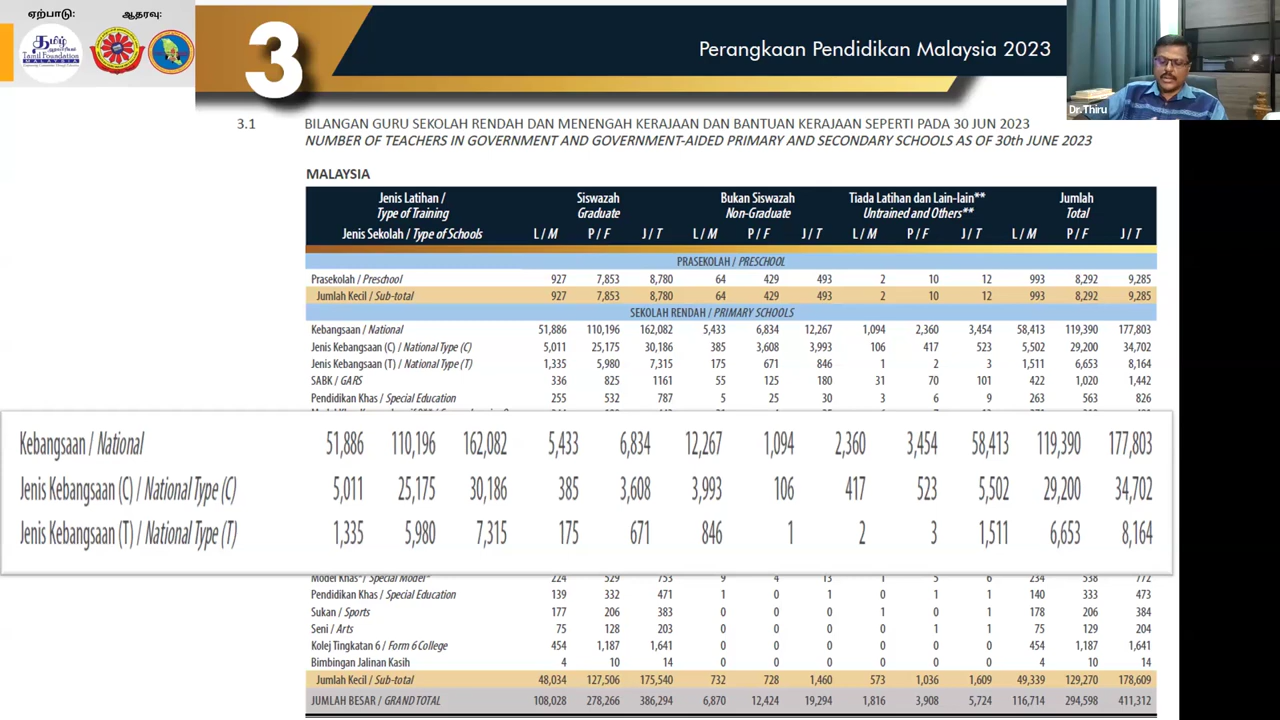 ஏற்பாடு: ஆதரவு:
தமிழ்
அறவாரியம்
Tamil Foundation
MALAYSIA
3
Perangkaan Pendidikan Malaysia 2023
Dr.Thiru
3.1 BILANGAN GURU SEKOLAH RENDAH DAN MENENGAH KERAJAAN DAN BANTUAN KERAJAAN SEPERTI PADA 30 JUN 2023
NUMBER OF TEACHERS IN GOVERNMENT AND GOVERNMENT-AIDED PRIMARY AND SECONDARY SCHOOLS AS OF 30th JUNE 2023
MALAYSIA
Jenis Latihan / Siswazah Bukan Siswazah Tiada Latihan dan Lain-lain** Jumlah
Type of Training Graduate Non-Graduate Untrained and Others** Total
Jenis Sekolah / Type of Schools L / M P / F J / T L / M P / F J / T L / M P / F J / T L / M P / F J / T
PRASEKOLAH / PRESCHOOL
Prasekolah / Preschool 927 7,853 8,780 64 429 493 2 10 12 993 8,292 9,285
Jumlah Kecil / Sub-total 927 7,853 8,780 64 429 493 2 10 12 993 8,292 9,285
SEKOLAH RENDAH / PRIMARY SCHOOLS
Kebangsaan / National 51,886 110,196 162,082 5,433 6,834 12,267 1,094 2,360 3,454 58,413 119,390 177,803
Jenis Kebangsaan (C) / National Type (C) 5,011 25,175 30,186 385 3,608 3,993 106 417 523 5,502 29,200 34,702
Jenis Kebangsaan (T) / National Type (T) 1,335 5,980 7,315 175 671 846 1 2 3 1,511 6,653 8,164
SABK / GARS 336 825 1161 55 125 180 31 70 101 422 1,020 1,442
Pendidikan Khas / Special Education 255 532 787 5 25 30 3 6 9 263 563 826
Kebangsaan / National 51,886 110,196 162,082 5,433 6,834 12,267 1,094 2,360 3,454 58,413 119,390 177,803
Jenis Kebangsaan (C) / National Type (C) 5,011 25,175 30,186 385 3,608 3,993 106 417 523 5,502 29,200 34,702
Jenis Kebangsaan (T) / National Type (T) 1,335 5,980 7,315 175 671 846 1 2 3 1,511 6,653 8,164
Model Khas* / Special Model* 224 529 753 9 4 13 1 5 6 234 538 772
Pendidikan Khas / Special Education 139 332 471 1 0 1 0 1 1 140 333 473
Sukan / Sports 177 206 383 0 0 0 1 0 1 178 206 384
Seni / Arts 75 128 203 0 0 0 0 1 1 75 129 204
Kolej Tingkatan 6 / Form 6 College 454 1,187 1,641 0 0 0 0 0 0 454 1,187 1,641
Bimbingan Jalinan Kasih 4 10 14 0 0 0 0 0 0 4 10 14
Jumlah Kecil / Sub-total 48,034 127,506 175,540 732 728 1,460 573 1,036 1,609 49,339 129,270 178,609
JUMLAH BESAR / GRAND TOTAL 108,028 278,266 386,294 6,870 12,424 19,294 1,816 3,908 5,724 116,714 294,598 411,312